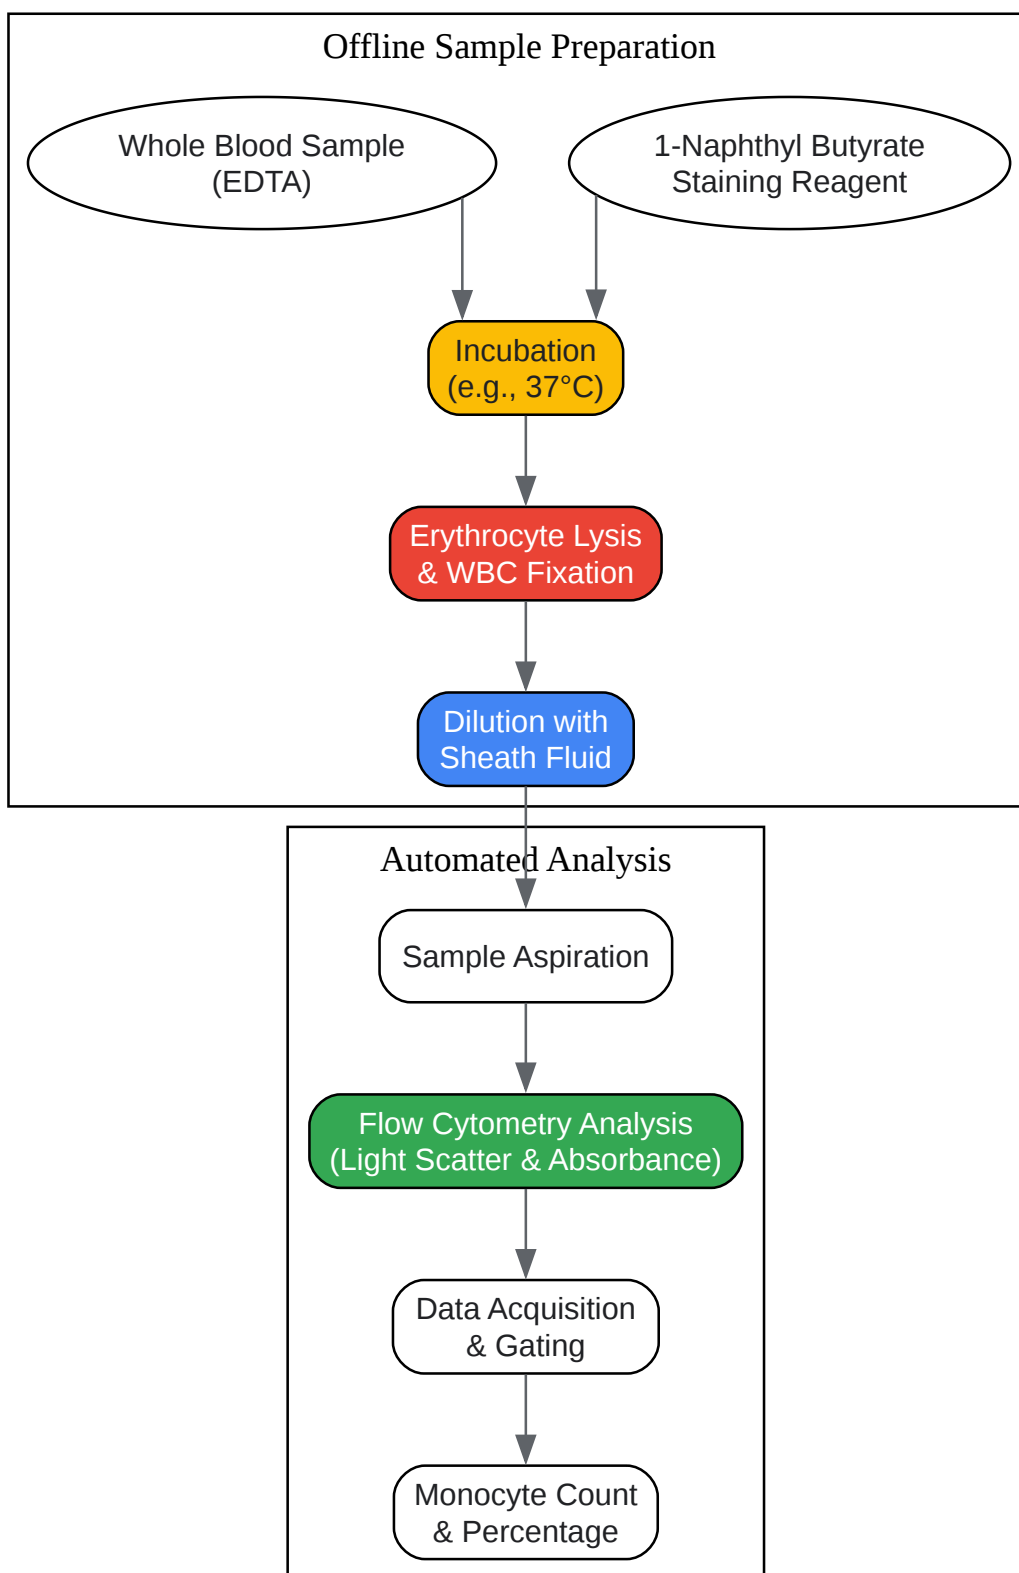 Offline Sample Preparation
Whole Blood Sample
(EDTA)
1-Naphthyl Butyrate
Staining Reagent
Incubation
(e.g., 37°C)
Erythrocyte Lysis
& WBC Fixation
Dilution with
Sheath Fluid
Automated Analysis
Sample Aspiration
Flow Cytometry Analysis
(Light Scatter & Absorbance)
Data Acquisition
& Gating
Monocyte Count
& Percentage